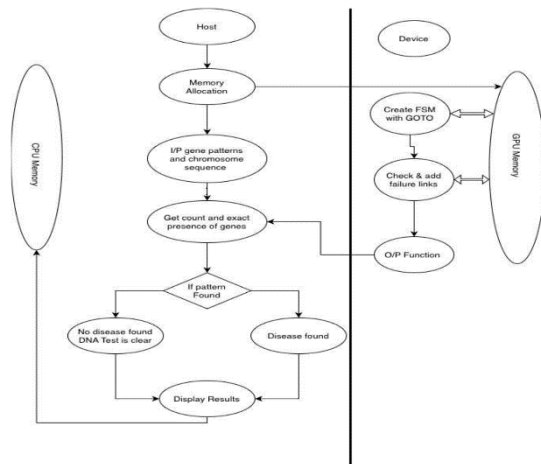 Host
Device
Memory
Allocation
Create FSM
with GOTO
CPU Memory
GPU Memory
I/P gene patterns
and chromosome
sequence
Check & add
failure links
Get count and exact
presence of genes
O/P Function
If pattern
Found
No disease found
DNA Test is clear
Disease found
Display Results